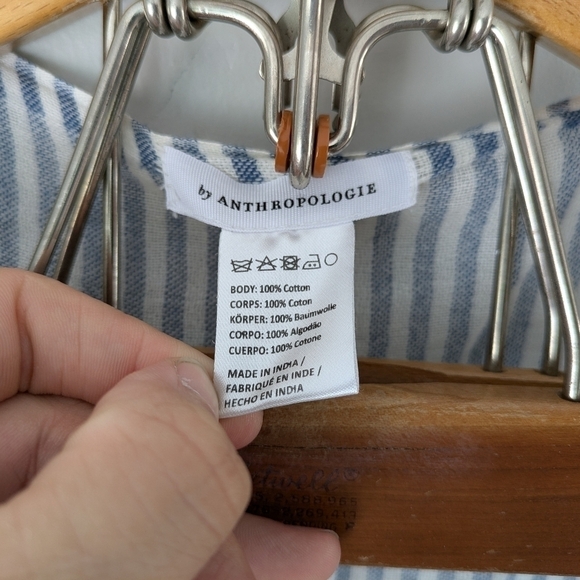 by ANTHROPOLOGIE
BODY: 100% Cotton
CORPS: 100% Coton
KÖRPER: 100% Baumwolle
CORPO: 100% Algodão
CUERPO: 100% Cotone
MADE IN INDIA /
FABRIQUÉ EN INDE /
HECHO EN INDIA